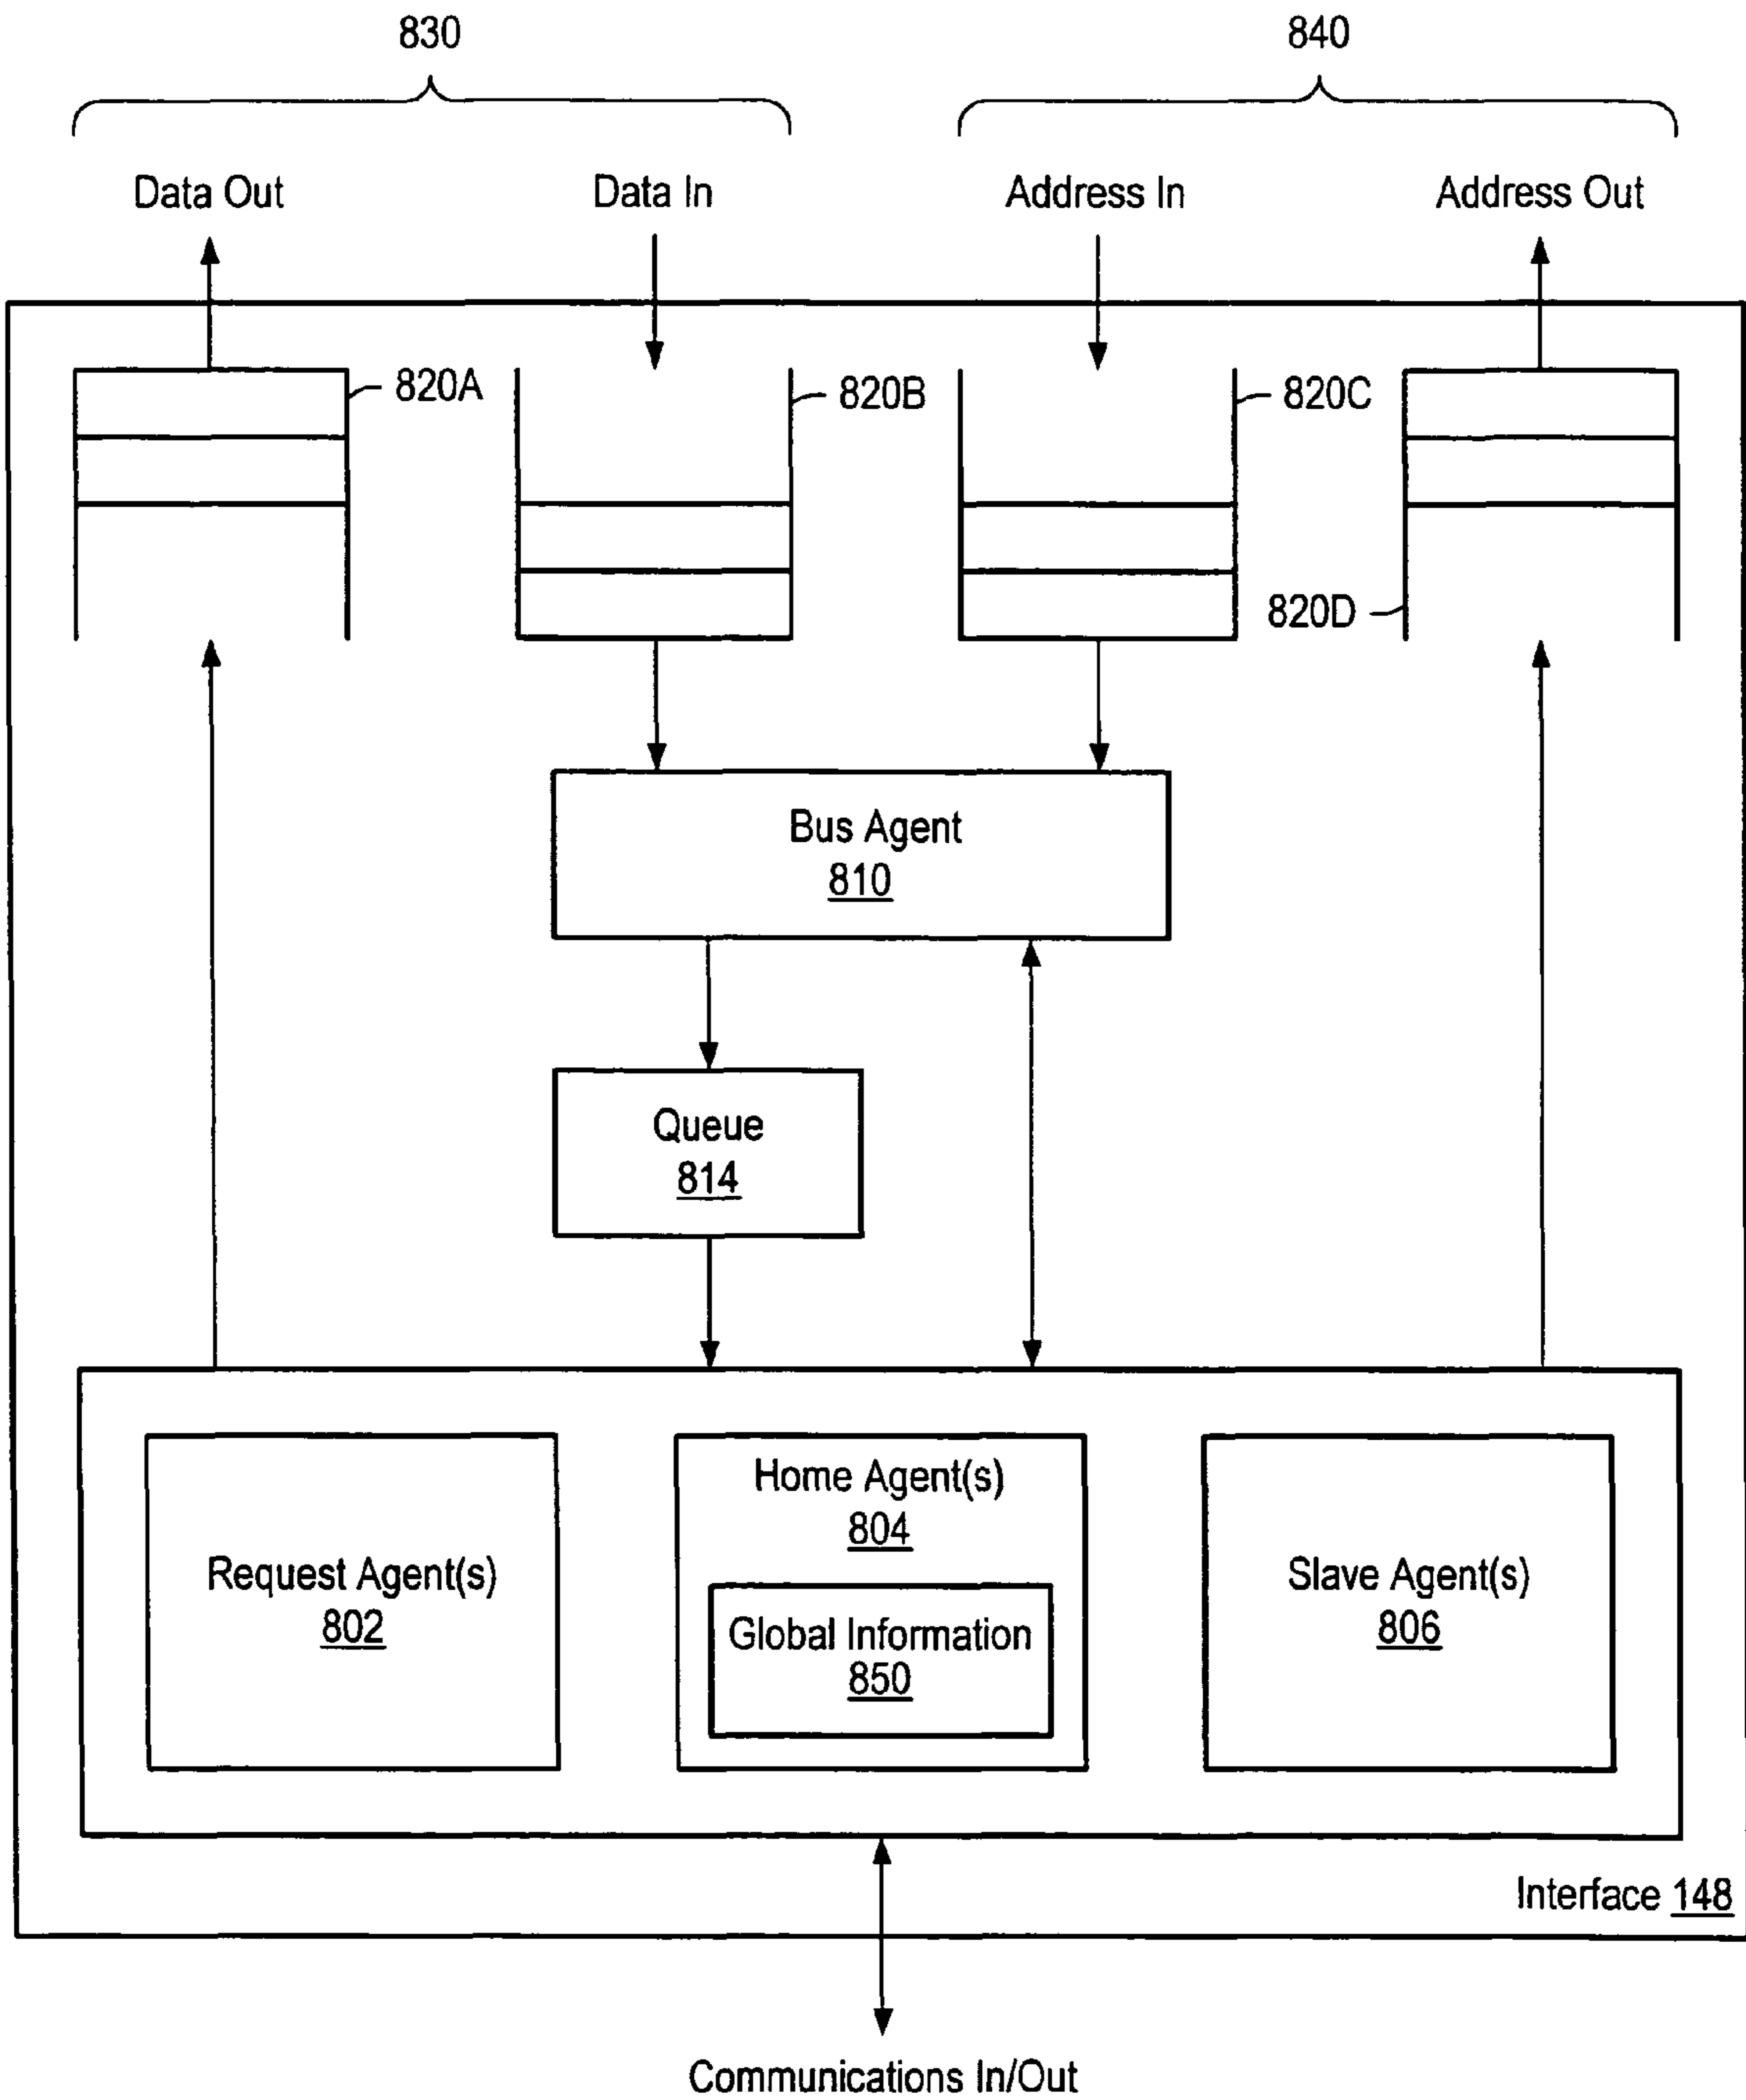 830
840
Data Out
Data In
Address In
Address Out
820A
820B
820C
820D
Bus Agent
810
Queue
814
Home Agent(s)
804
Request Agent(s)
802
Global Information
850
Slave Agent(s)
806
Interface 148
Communications In/Out